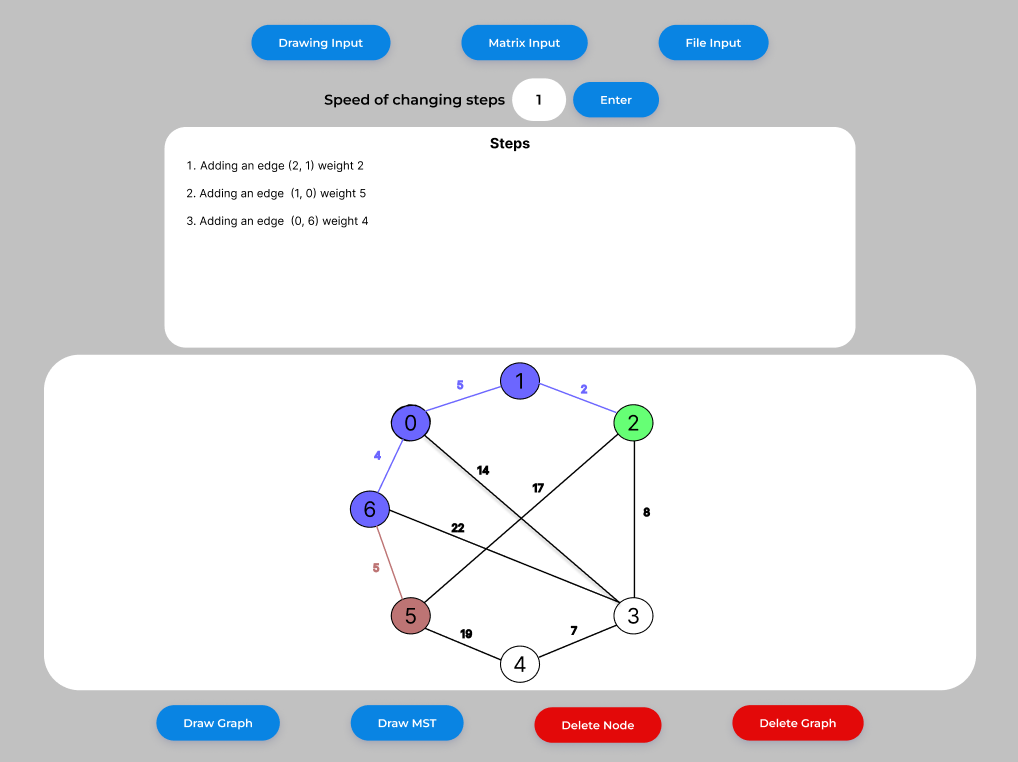 Drawing Input Matrix Input File Input
Speed of changing steps 1 Enter
Steps
1. Adding an edge (2, 1) weight 2
2. Adding an edge  (1, 0) weight 5
3. Adding an edge  (0, 6) weight 4
1
5
2
0
2
4
14
17
6
8
22
5
5
3
19
7
4
Draw Graph Draw MST Delete Node Delete Graph